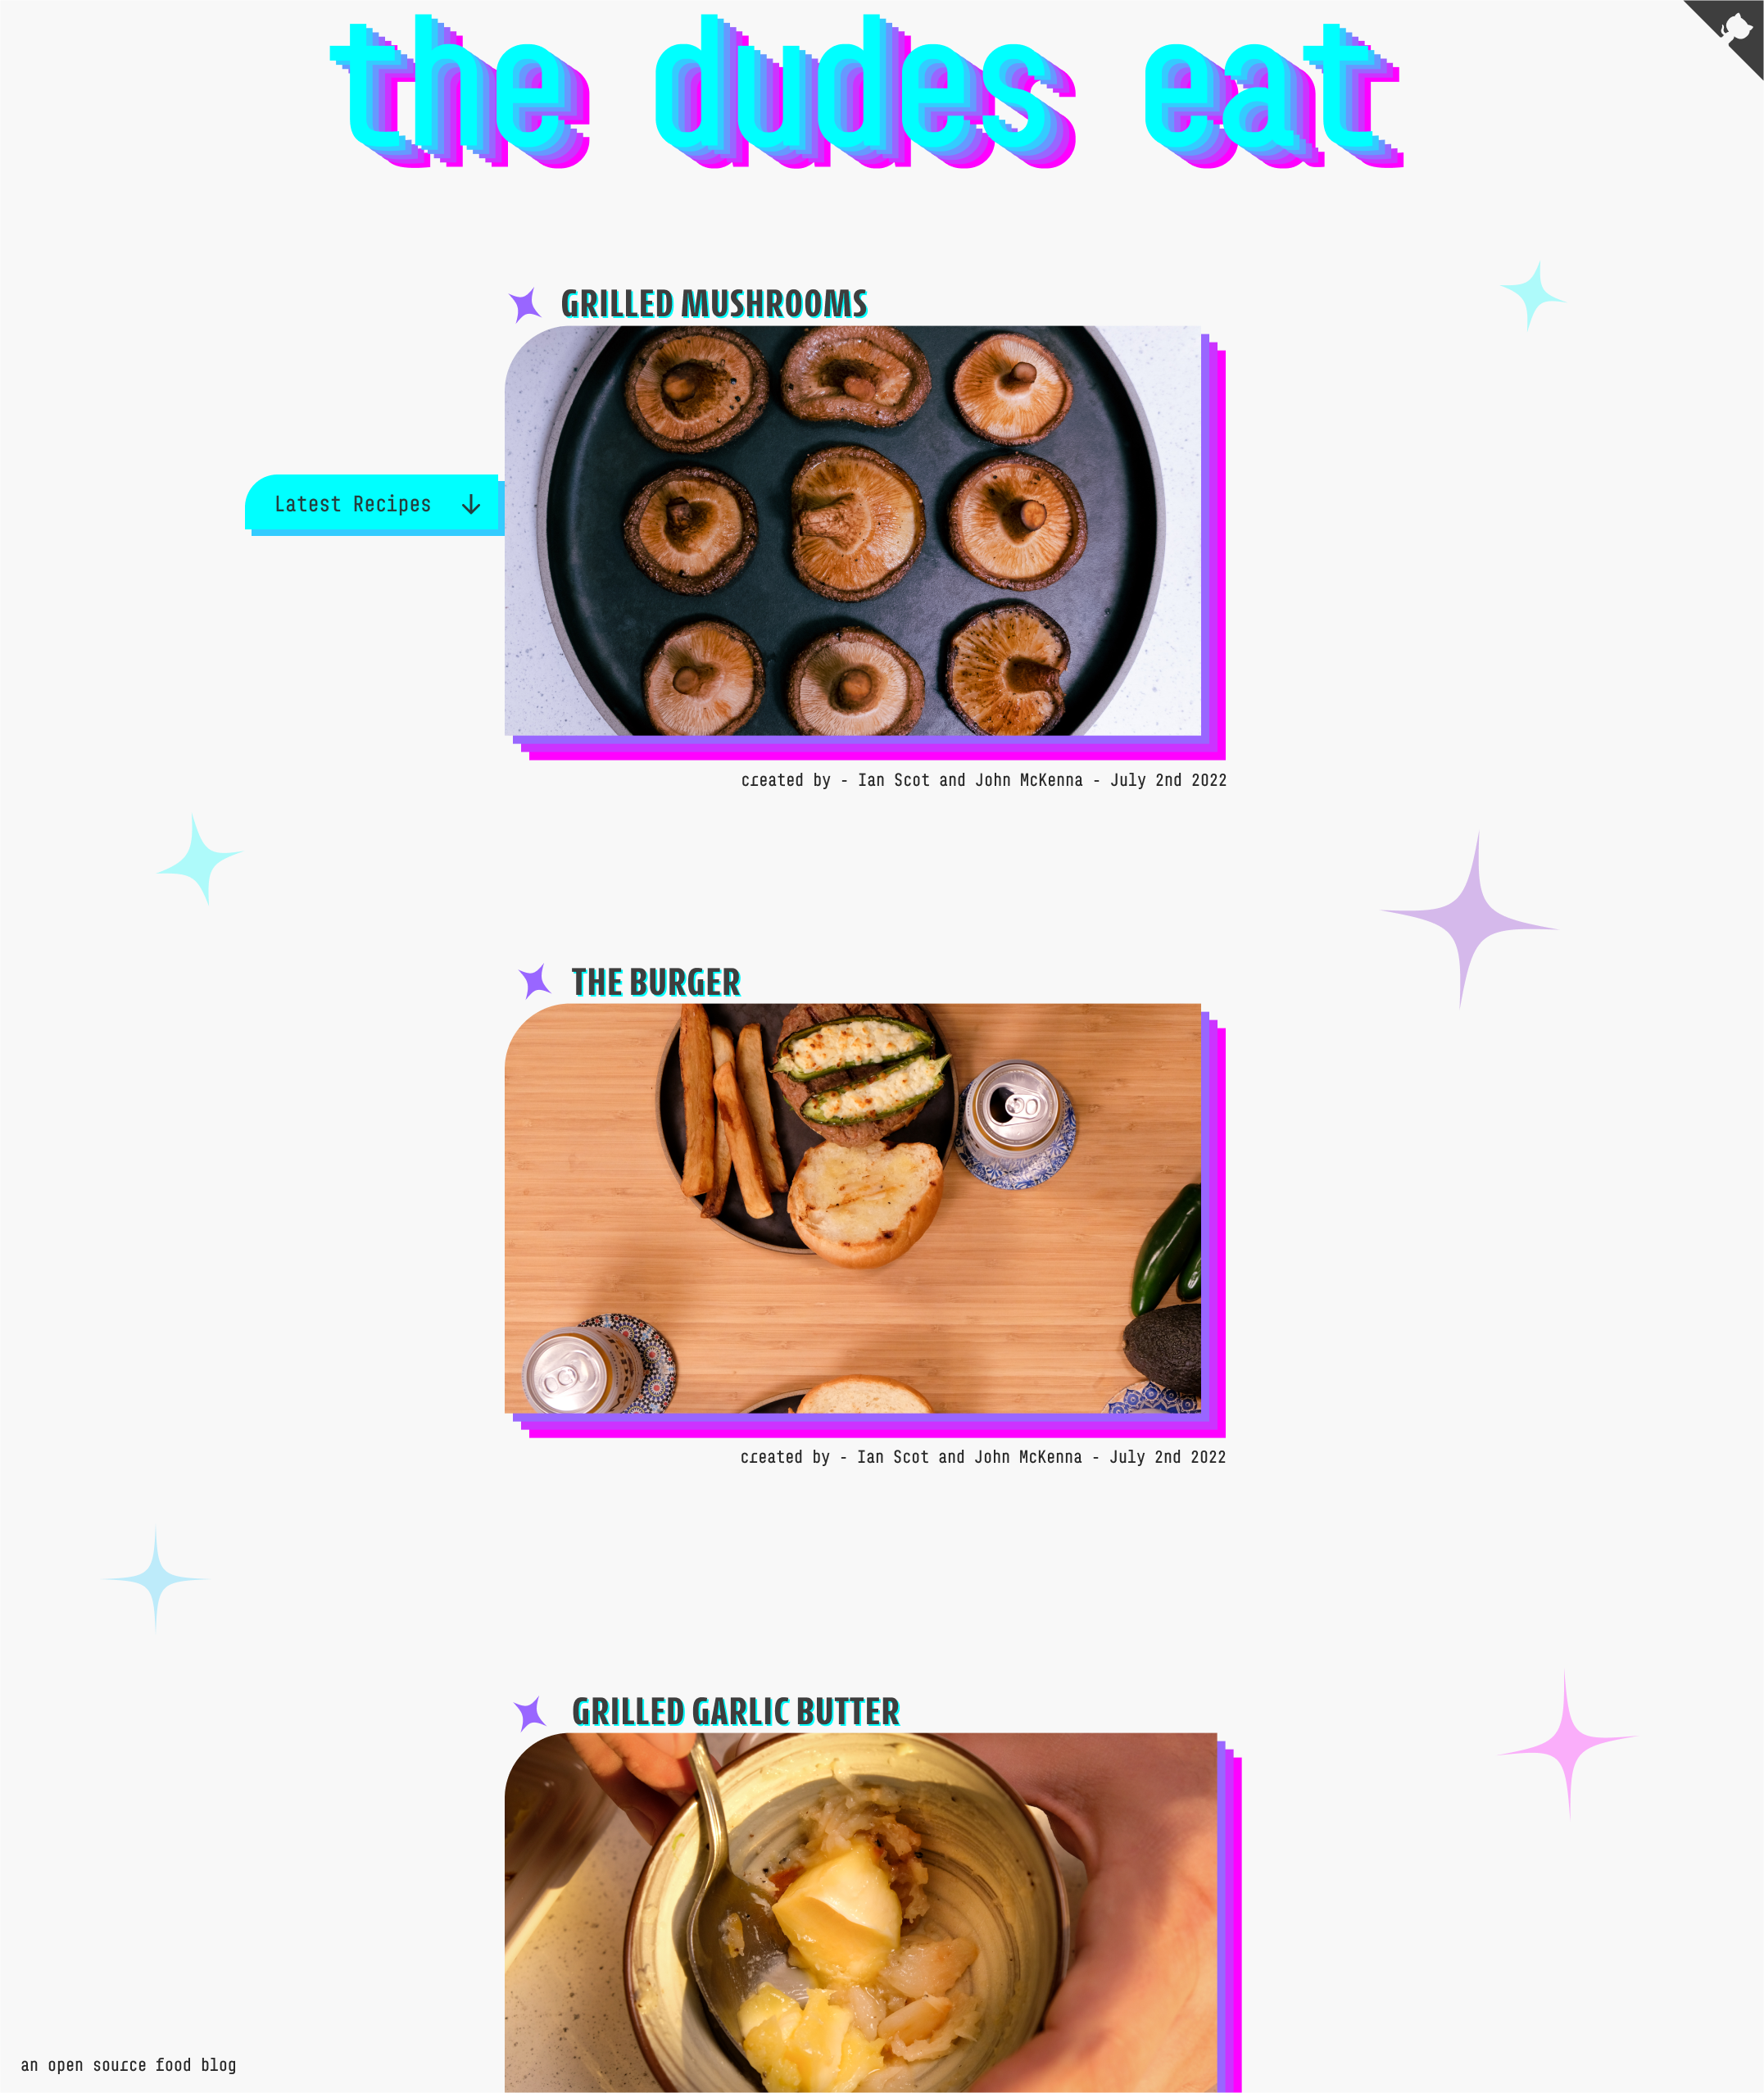 the dudes eat
GRILLED MUSHROOMS
Latest Recipes
created by - Ian Scot and John McKenna - July 2nd 2022
THE BURGER
created by - Ian Scot and John McKenna - July 2nd 2022
GRILLED GARLIC BUTTER
an open source food blog